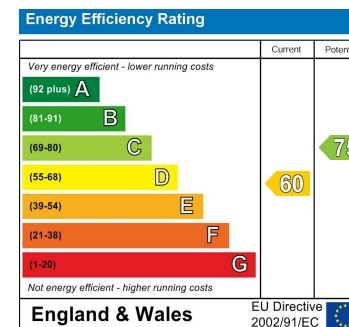 Energy Efficiency Rating
Current
Very energy efficient - lower running costs
(92 plus) A
(81-91) B
(69-80) C
(55-68) D
60
(39-54) E
(21-38) F
(1-20) G
Not energy efficient - higher running costs
England & Wales
EU Directive
2002/91/EC